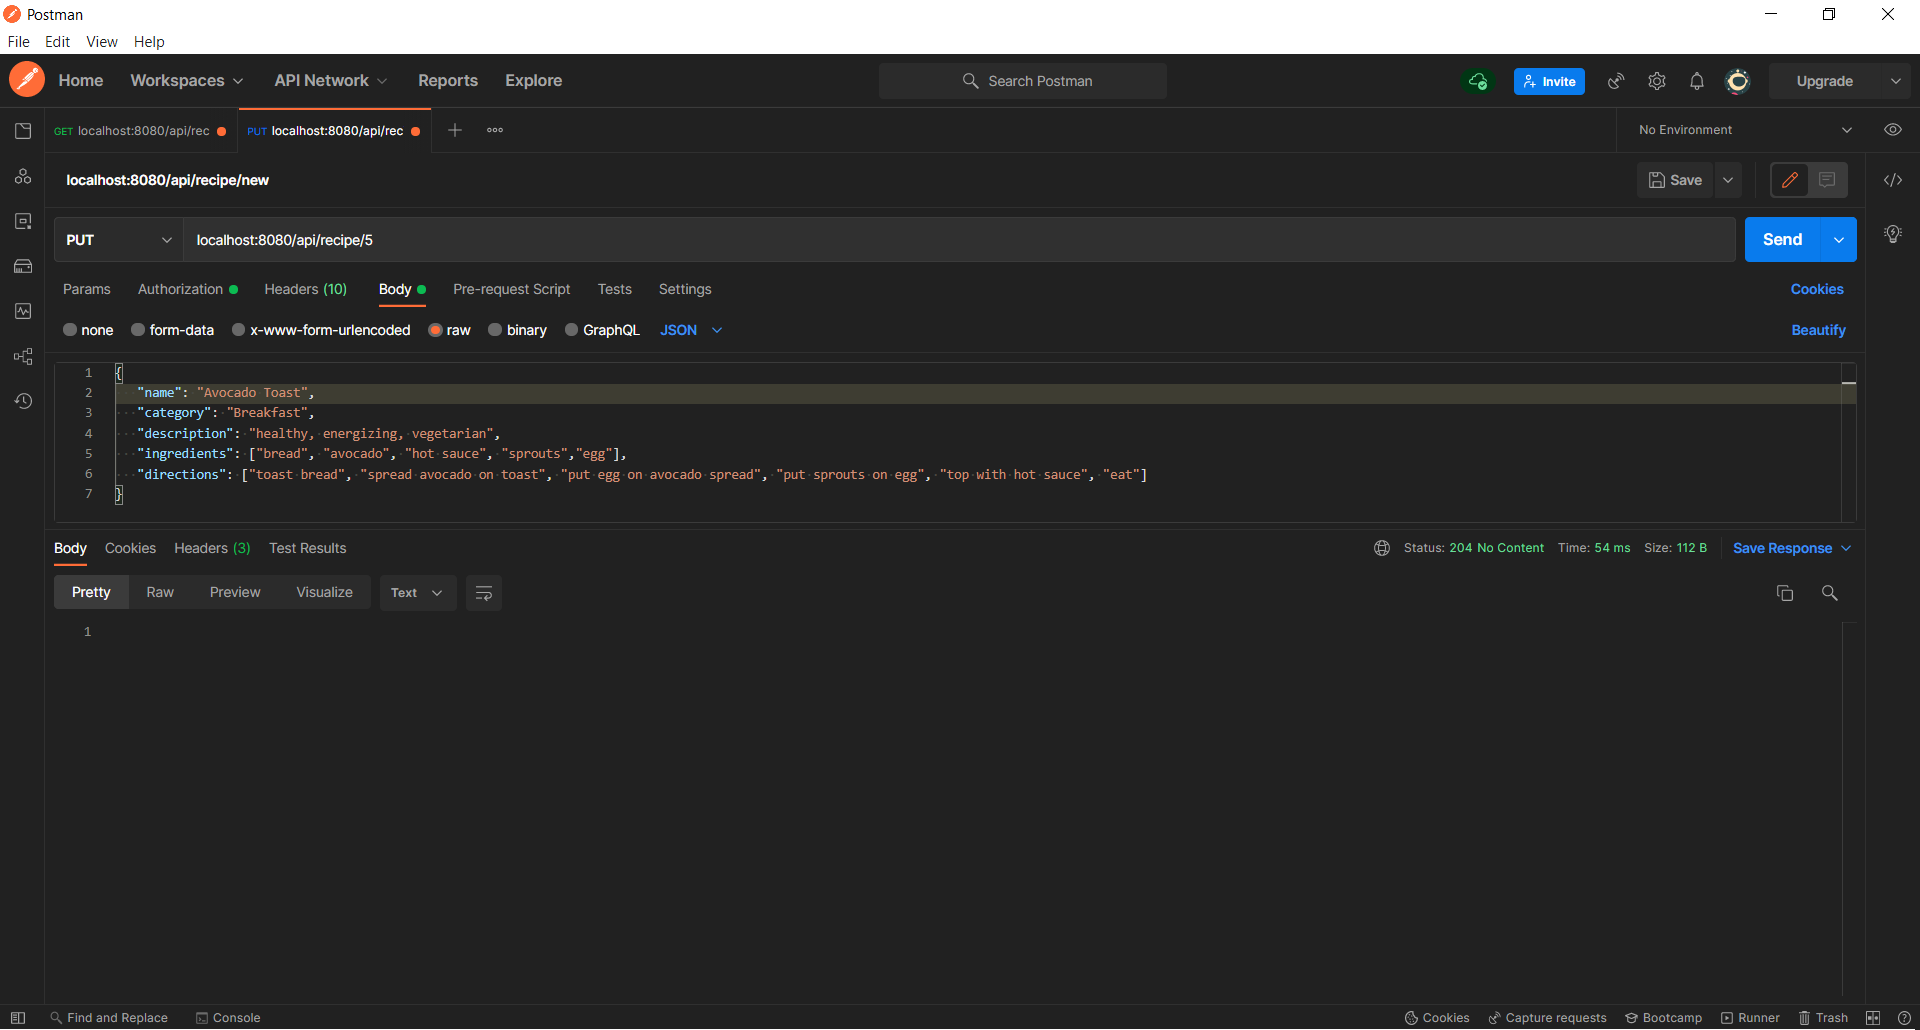 Postman
File Edit View Help
Home Workspaces API Network Reports Explore Search Postman Invite Upgrade
GET localhost:8080/api/rec PUT localhost:8080/api/rec No Environment
localhost:8080/api/recipe/new Save
PUT localhost:8080/api/recipe/5 Send
Params Authorization Headers (10) Body Pre-request Script Tests Settings Cookies
none form-data x-www-form-urlencoded raw binary GraphQL JSON Beautify
1 {
2 "name": "Avocado Toast",
3 "category": "Breakfast",
4 "description": "healthy, energizing, vegetarian",
5 "ingredients": ["bread", "avocado", "hot sauce", "sprouts","egg"],
6 "directions": ["toast bread", "spread avocado on toast", "put egg on avocado spread", "put sprouts on egg", "top with hot sauce", "eat"]
7 }
Body Cookies Headers (3) Test Results Status: 204 No Content Time: 54 ms Size: 112 B Save Response
Pretty Raw Preview Visualize Text
1
Find and Replace Console Cookies Capture requests Bootcamp Runner Trash